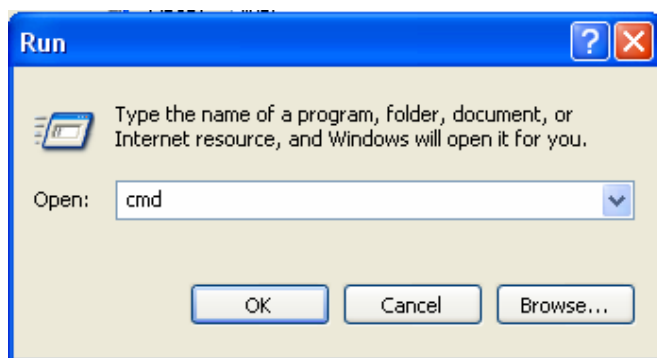 Run
Type the name of a program, folder, document, or
Internet resource, and Windows will open it for you.
Open: cmd
OK Cancel Browse...